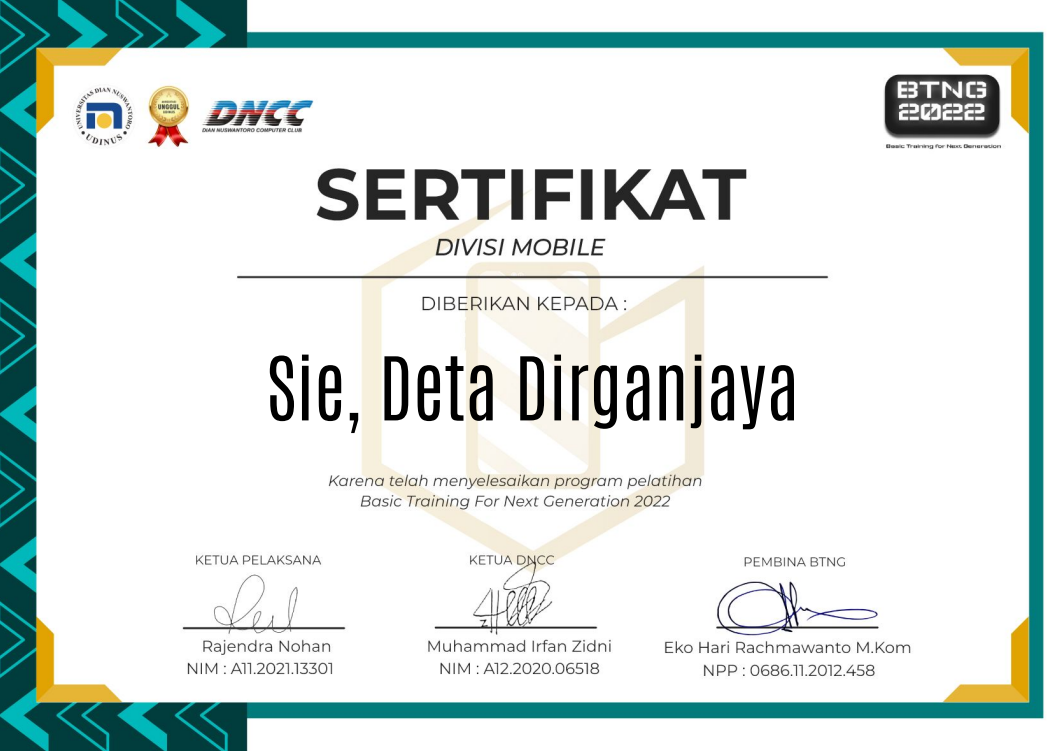 UNIVERSITAS DIAN NUSWANTORO
UDINUS
UNGGUL
DNCC
DIAN NUSWANTORO COMPUTER CLUB
BTNG
2022
Basic Training for Next Generation
SERTIFIKAT
DIVISI MOBILE
DIBERIKAN KEPADA :
Sie, Deta Dirganjaya
Karena telah menyelesaikan program pelatihan
Basic Training For Next Generation 2022
KETUA PELAKSANA
Rajendra Nohan
NIM : A11.2021.13301
KETUA DNCC
Muhammad Irfan Zidni
NIM : A12.2020.06518
PEMBINA BTNG
Eko Hari Rachmawanto M.Kom
NPP : 0686.11.2012.458